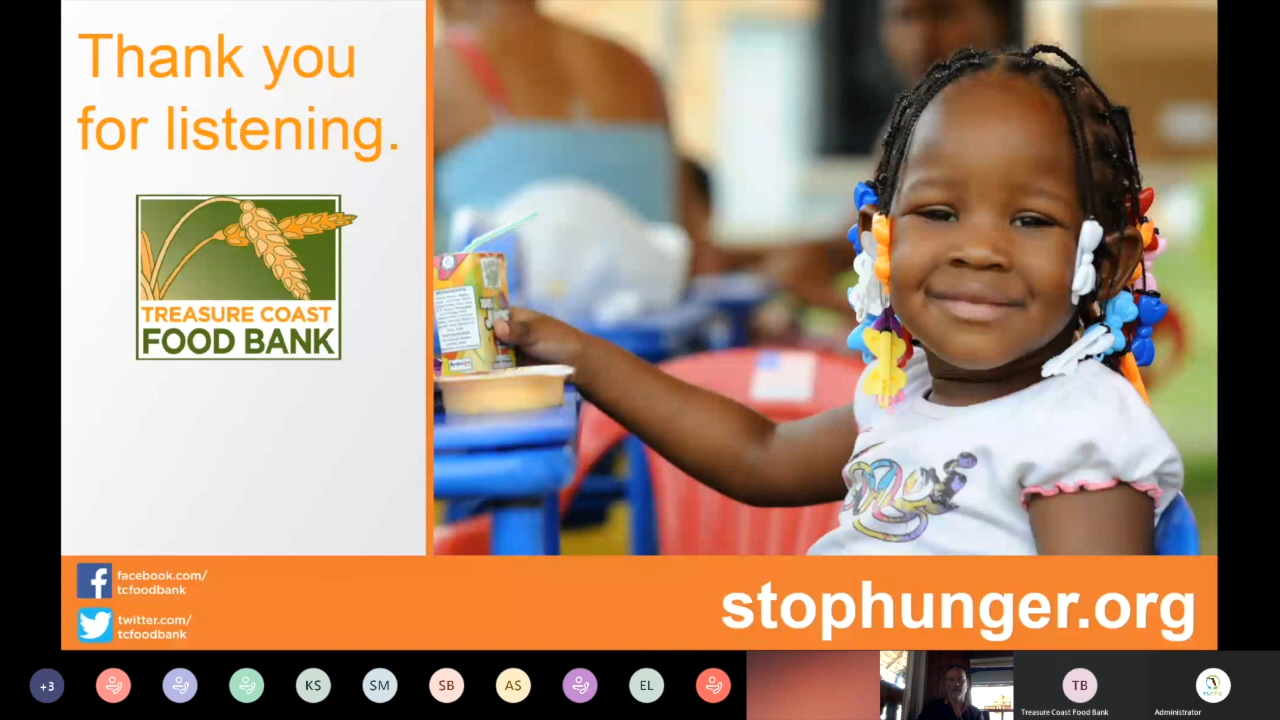 Thank you
for listening.
TREASURE COAST
FOOD BANK
facebook.com/
tcfoodbank
twitter.com/
tcfoodbank
stophunger.org
+3
KS
SM
SB
AS
EL
TB
Treasure Coast Food Bank
Administrator